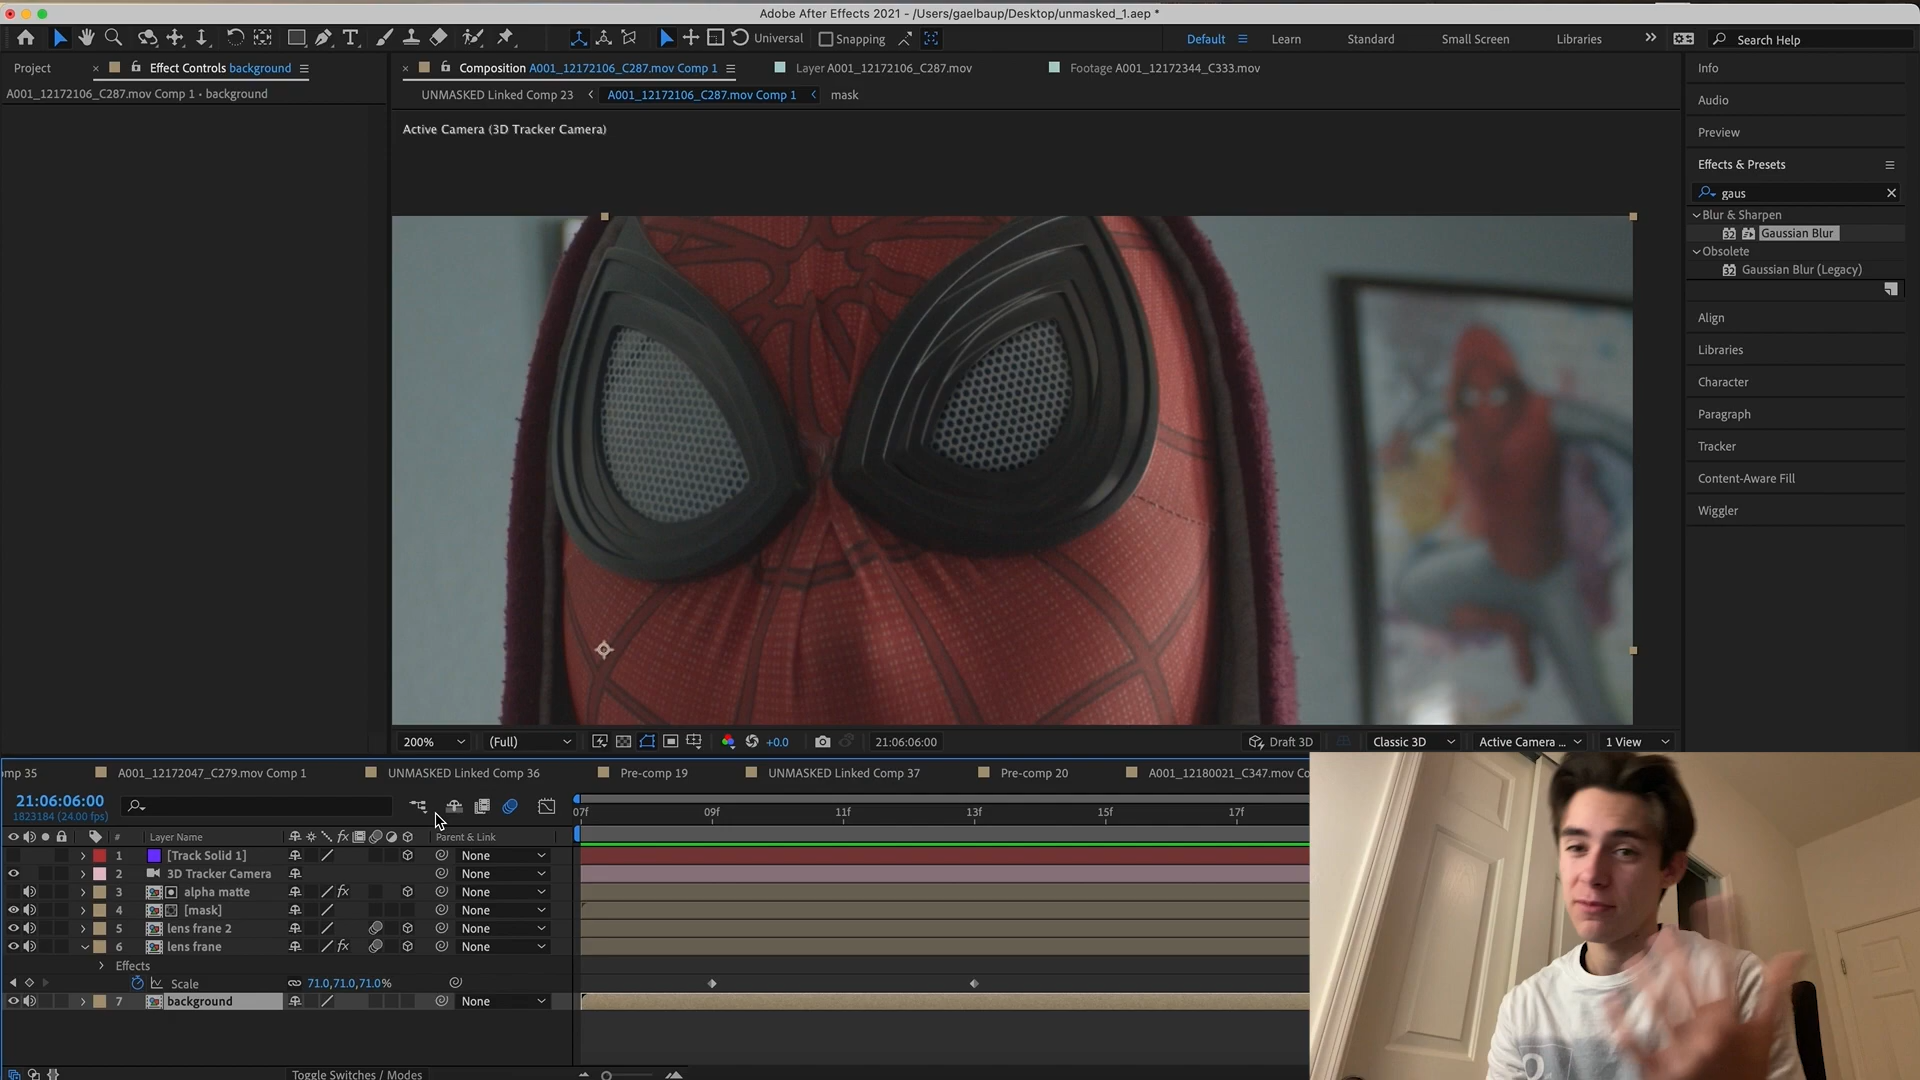 Adobe After Effects 2021 - /Users/gaelbaup/Desktop/unmasked_1.aep *
Universal Snapping Default Learn Standard Small Screen Libraries Search Help
Project Effect Controls background Composition A001_12172106_C287.mov Comp 1 Layer A001_12172106_C287.mov Footage A001_12172344_C333.mov Info
A001_12172106_C287.mov Comp 1 • background UNMASKED Linked Comp 23 A001_12172106_C287.mov Comp 1 mask
Audio
Active Camera (3D Tracker Camera)
Preview
Effects & Presets
gaus
Blur & Sharpen
32 Gaussian Blur
Obsolete
32 Gaussian Blur (Legacy)
Align
Libraries
Character
Paragraph
Tracker
Content-Aware Fill
Wiggler
200% (Full) +0.0 21:06:06:00 Draft 3D Classic 3D Active Camera ... 1 View
omp 35 A001_12172047_C279.mov Comp 1 UNMASKED Linked Comp 36 Pre-comp 19 UNMASKED Linked Comp 37 Pre-comp 20 A001_12180021_C347.mov Co
21:06:06:00
1823184 (24.00 fps)
07f 09f 11f 13f 15f 17f
# Layer Name fx Parent & Link
1 [Track Solid 1] None
2 3D Tracker Camera None
3 alpha matte fx None
4 [mask] None
5 lens frane 2 None
6 lens frane fx None
Effects
Scale 71.0,71.0,71.0%
7 background None
Toggle Switches / Modes